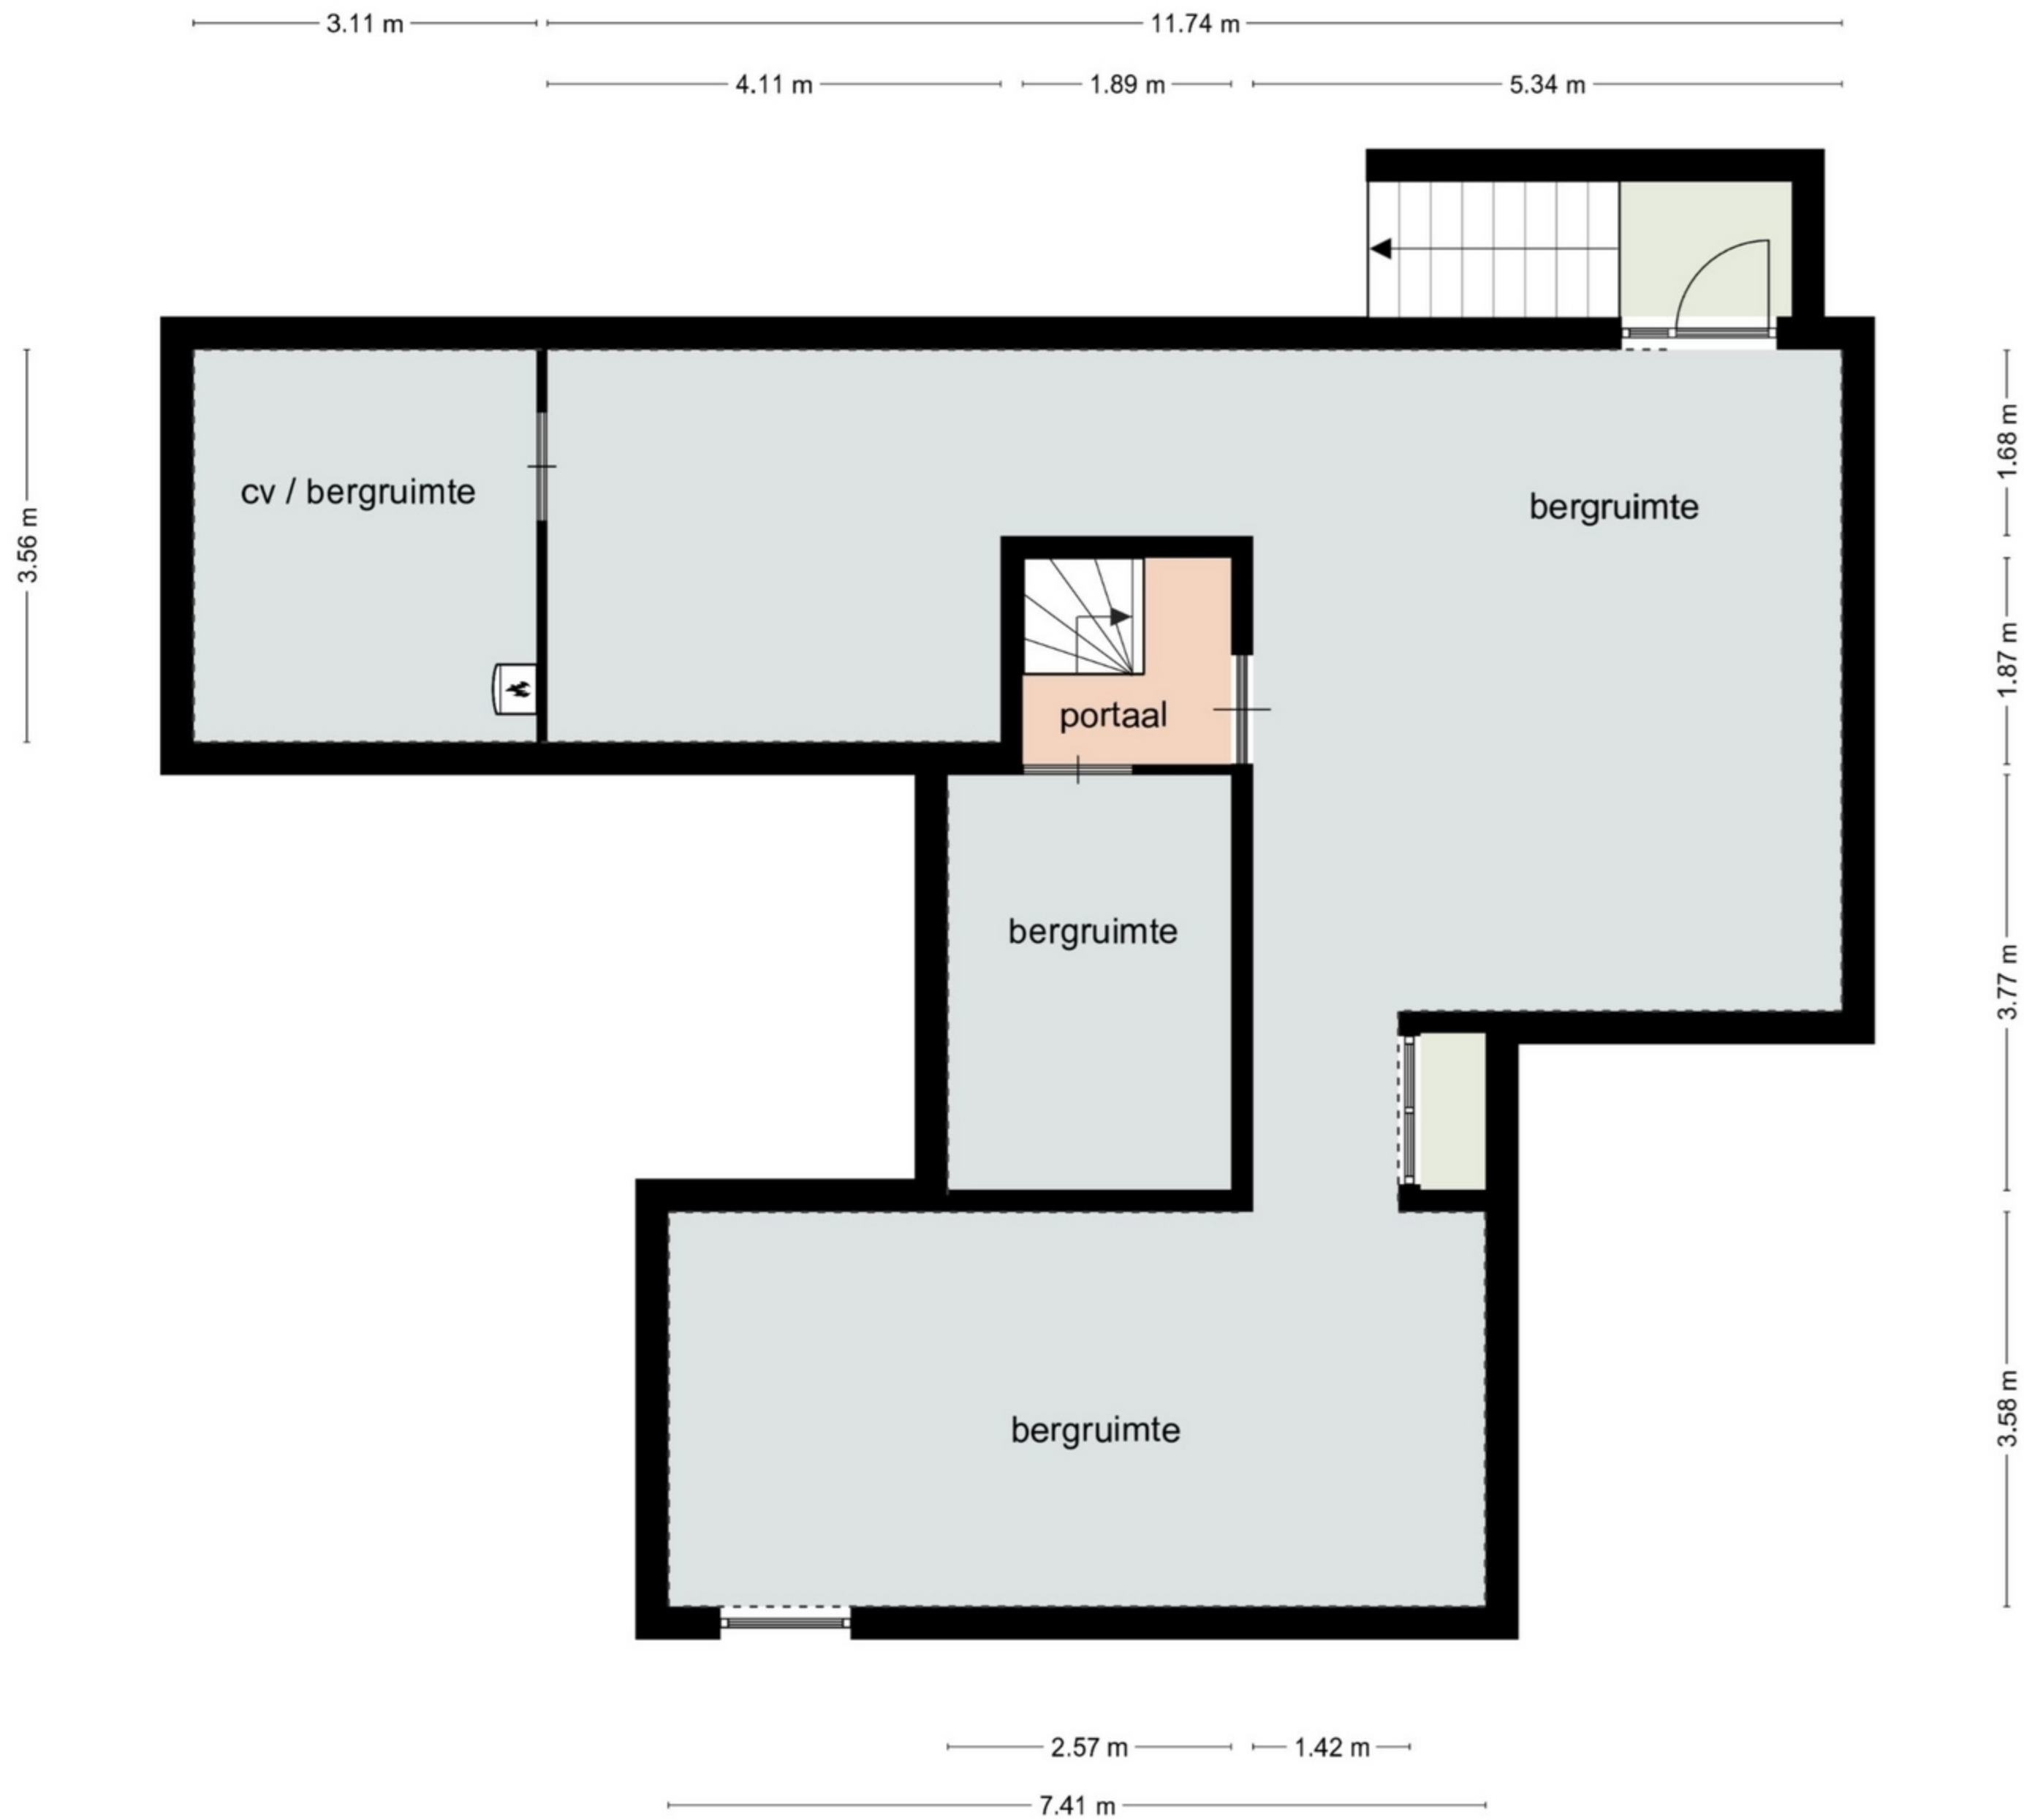 3.11 m
11.74 m
4.11 m
1.89 m
5.34 m
3.56 m
1.68 m
cv / bergruimte
bergruimte
1.87 m
portaal
bergruimte
3.77 m
bergruimte
3.58 m
2.57 m
1.42 m
7.41 m